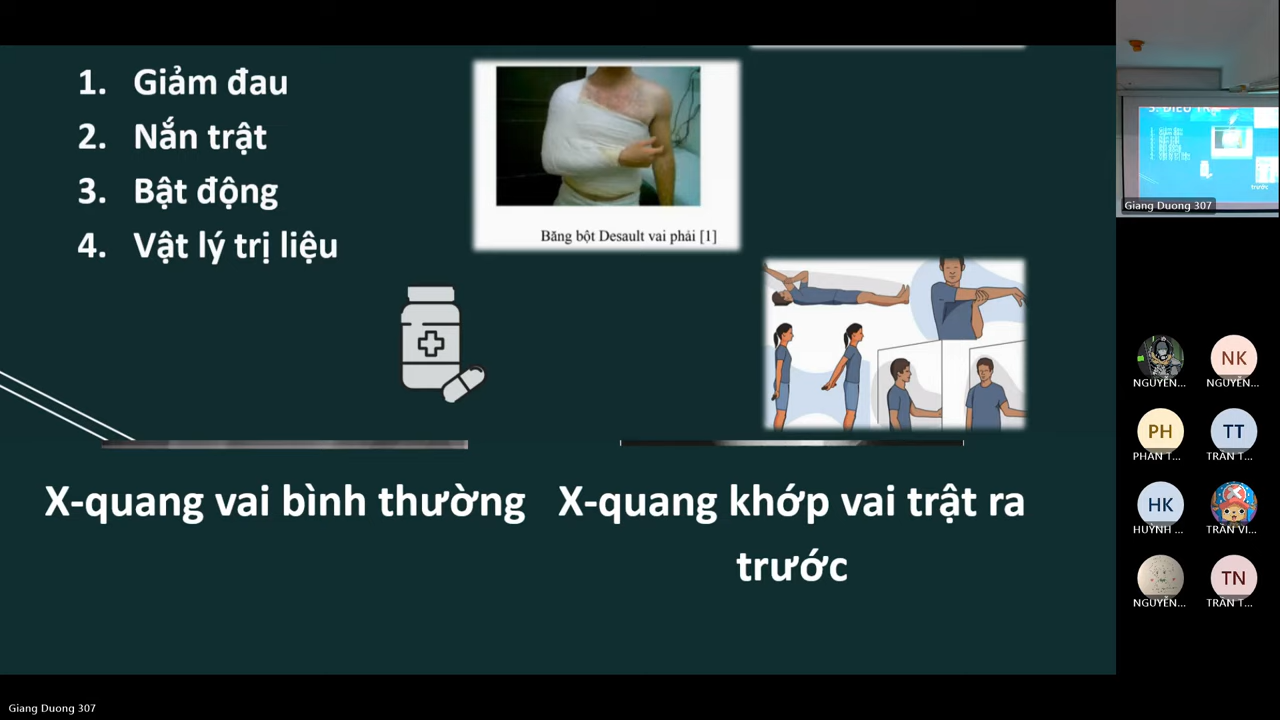 1. Giảm đau
2. Nắn trật
3. Bật động
4. Vật lý trị liệu
Băng bột Desault vai phải [1]
X-quang vai bình thường
X-quang khớp vai trật ra
trước
Giang Duong 307
NGUYỄN...
NK
NGUYỄN...
PH
PHAN T...
TT
TRẦN T...
HK
HUỲNH ...
TRẦN VI...
NGUYỄN...
TN
TRẦN T...
Giang Duong 307